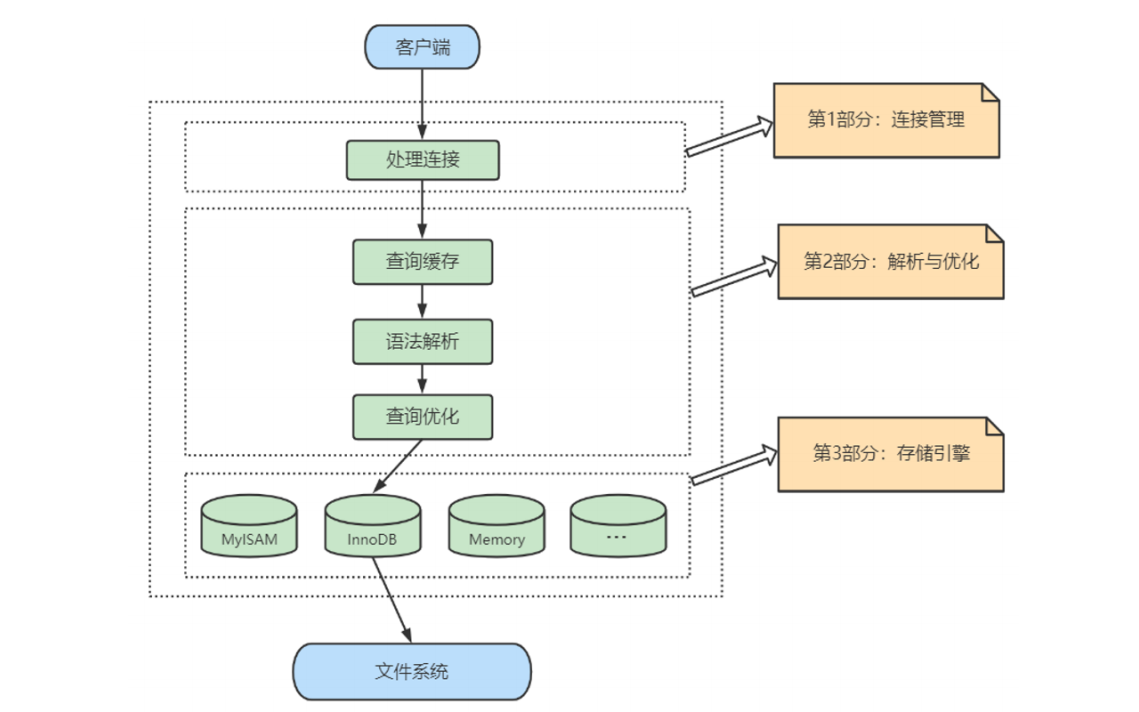 客户端
处理连接
第1部分：连接管理
查询缓存
语法解析
查询优化
第2部分：解析与优化
MyISAM
InnoDB
Memory
...
第3部分：存储引擎
文件系统